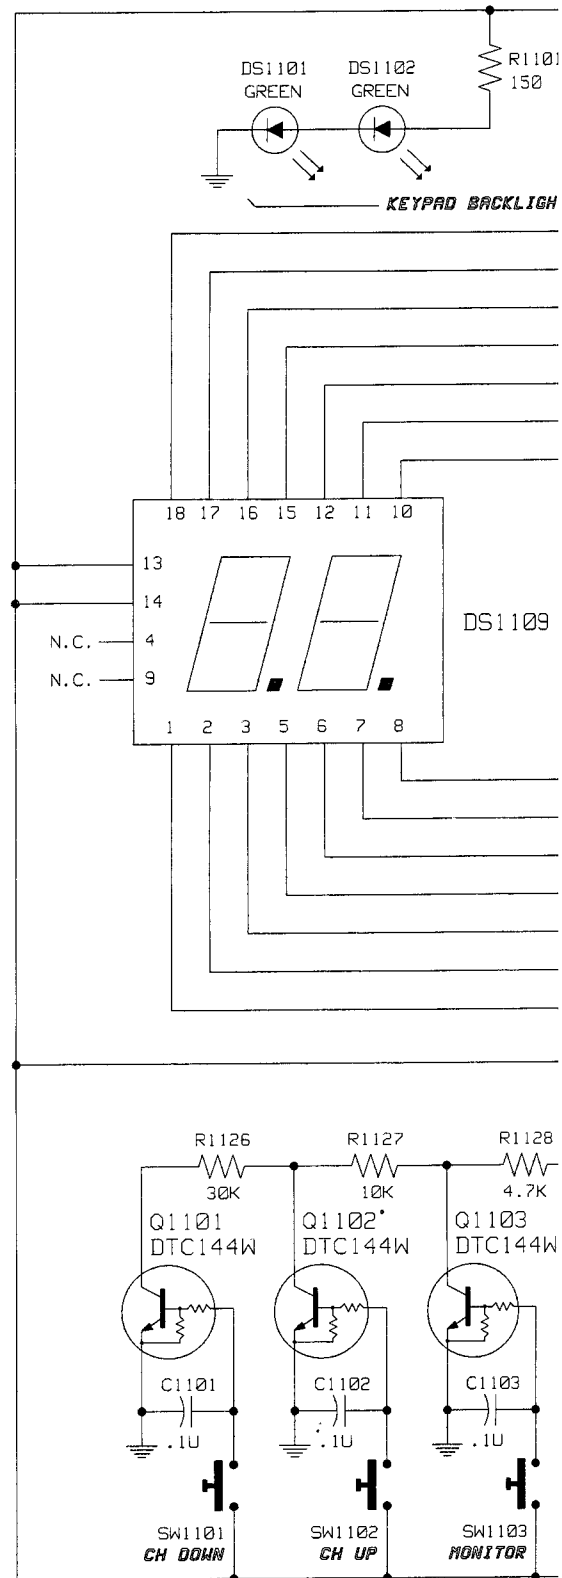 R1101
150
DS1101
GREEN
DS1102
GREEN
KEYPAD BACKLIGH
18 17 16 15 12 11 10
13
14
N.C. 4
N.C. 9
DS1109
1 2 3 5 6 7 8
R1126
30K
R1127
10K
R1128
4.7K
Q1101
DTC144W
Q1102
DTC144W
Q1103
DTC144W
C1101
.1U
C1102
.1U
C1103
.1U
SW1101
CH DOWN
SW1102
CH UP
SW1103
MONITOR